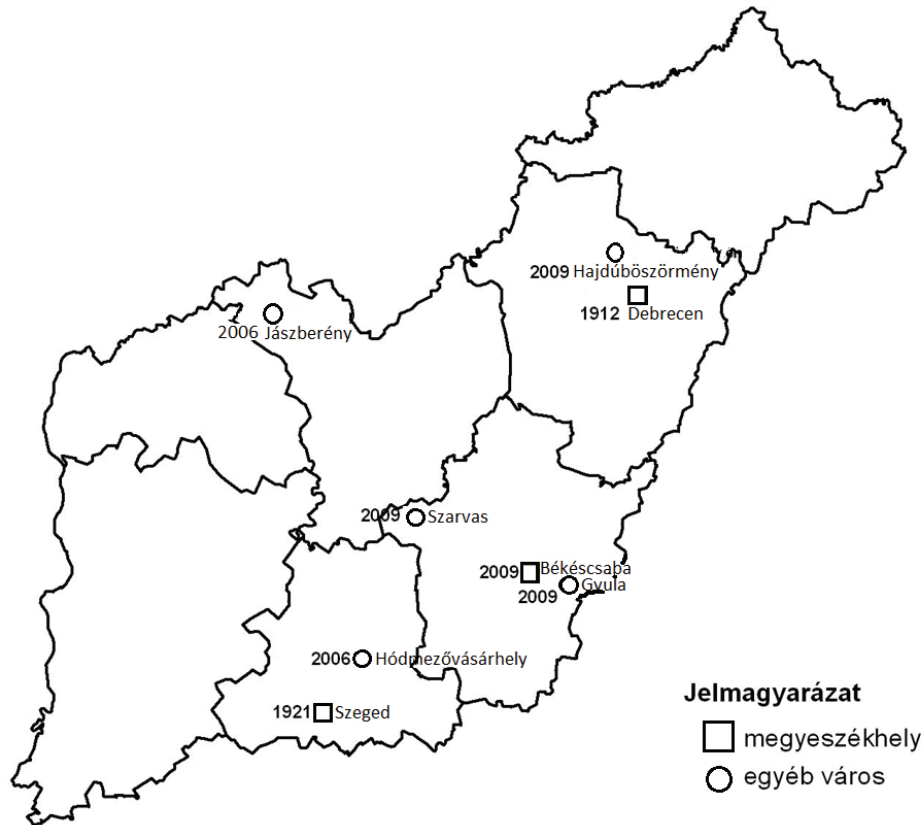 2009 Hajdúböszörmény
1912 Debrecen
2006 Jászberény
2009 Szarvas
2009 Békéscsaba
2009 Gyula
2006 Hódmezővásárhely
1921 Szeged
Jelmagyarázat
megyeszékhely
egyéb város